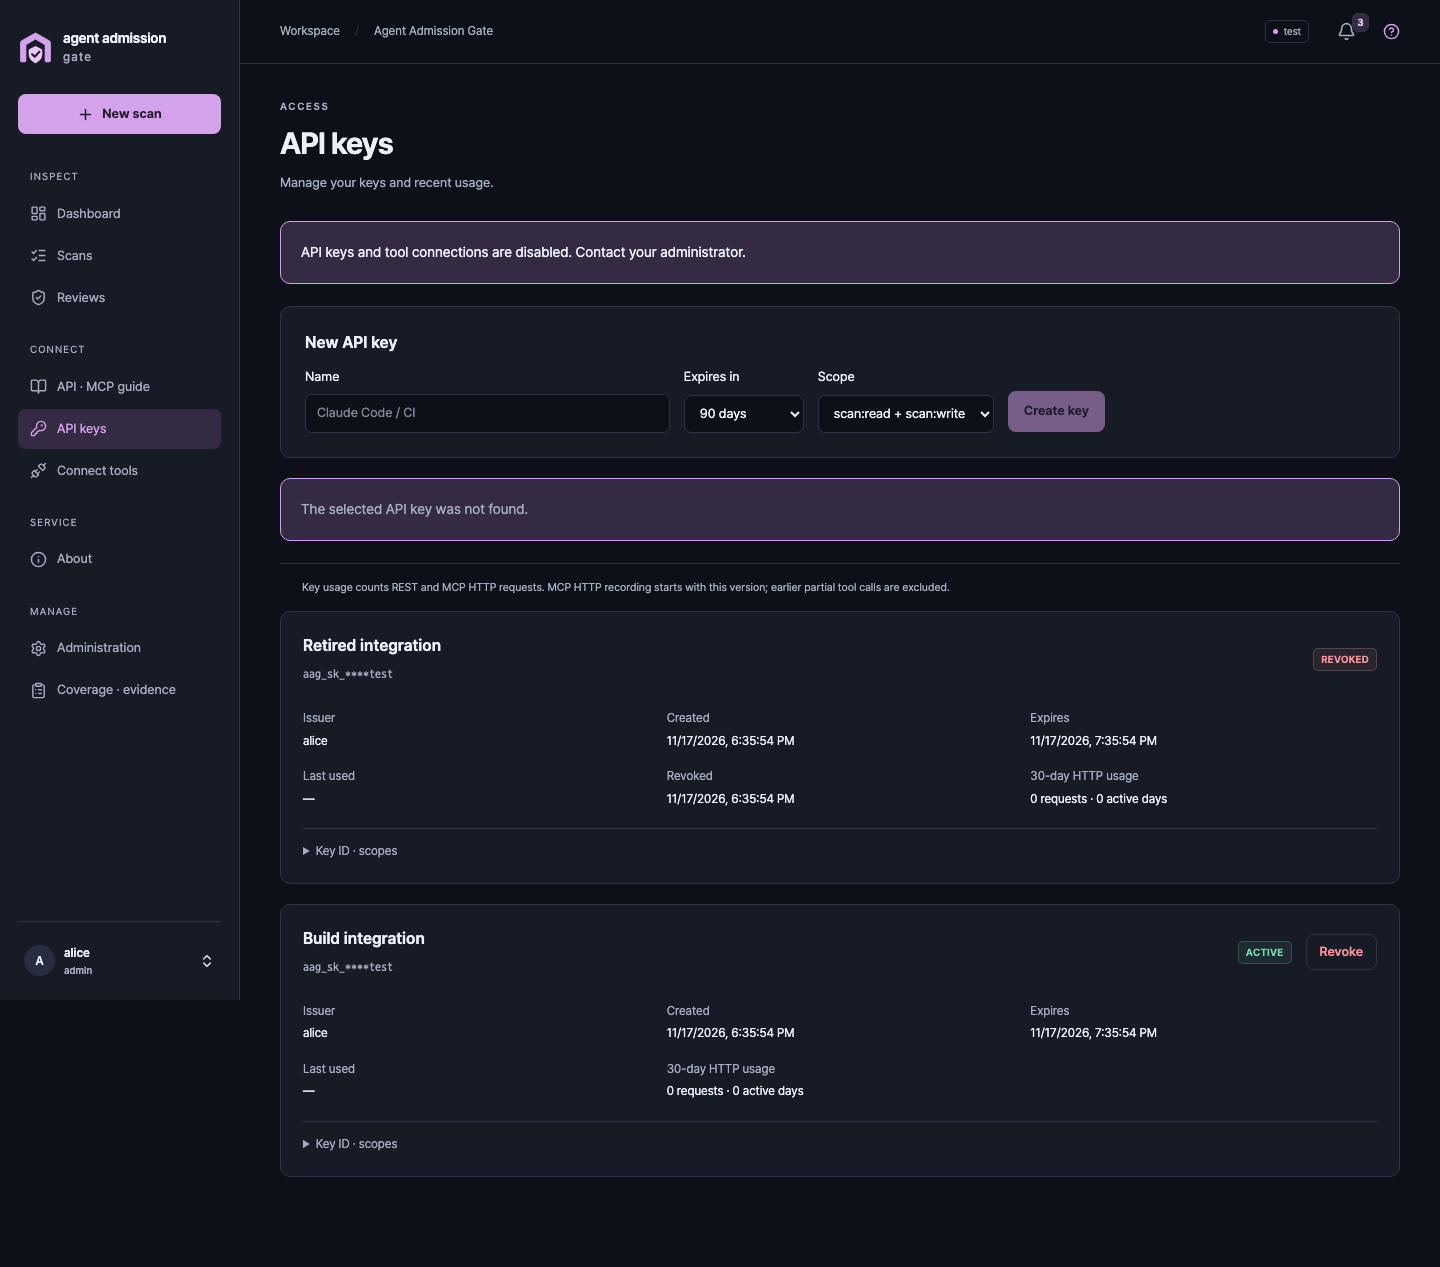 agent admission
gate
New scan
INSPECT
Dashboard
Scans
Reviews
CONNECT
API · MCP guide
API keys
Connect tools
SERVICE
About
MANAGE
Administration
Coverage · evidence
A
alice
admin
Workspace / Agent Admission Gate
test
3
ACCESS
API keys
Manage your keys and recent usage.
API keys and tool connections are disabled. Contact your administrator.
New API key
Name
Claude Code / CI
Expires in
90 days
Scope
scan:read + scan:write
Create key
The selected API key was not found.
Key usage counts REST and MCP HTTP requests. MCP HTTP recording starts with this version; earlier partial tool calls are excluded.
Retired integration
aag_sk_****test
REVOKED
Issuer
alice
Created
11/17/2026, 6:35:54 PM
Expires
11/17/2026, 7:35:54 PM
Last used
—
Revoked
11/17/2026, 6:35:54 PM
30-day HTTP usage
0 requests · 0 active days
Key ID · scopes
Build integration
aag_sk_****test
ACTIVE
Revoke
Issuer
alice
Created
11/17/2026, 6:35:54 PM
Expires
11/17/2026, 7:35:54 PM
Last used
—
30-day HTTP usage
0 requests · 0 active days
Key ID · scopes